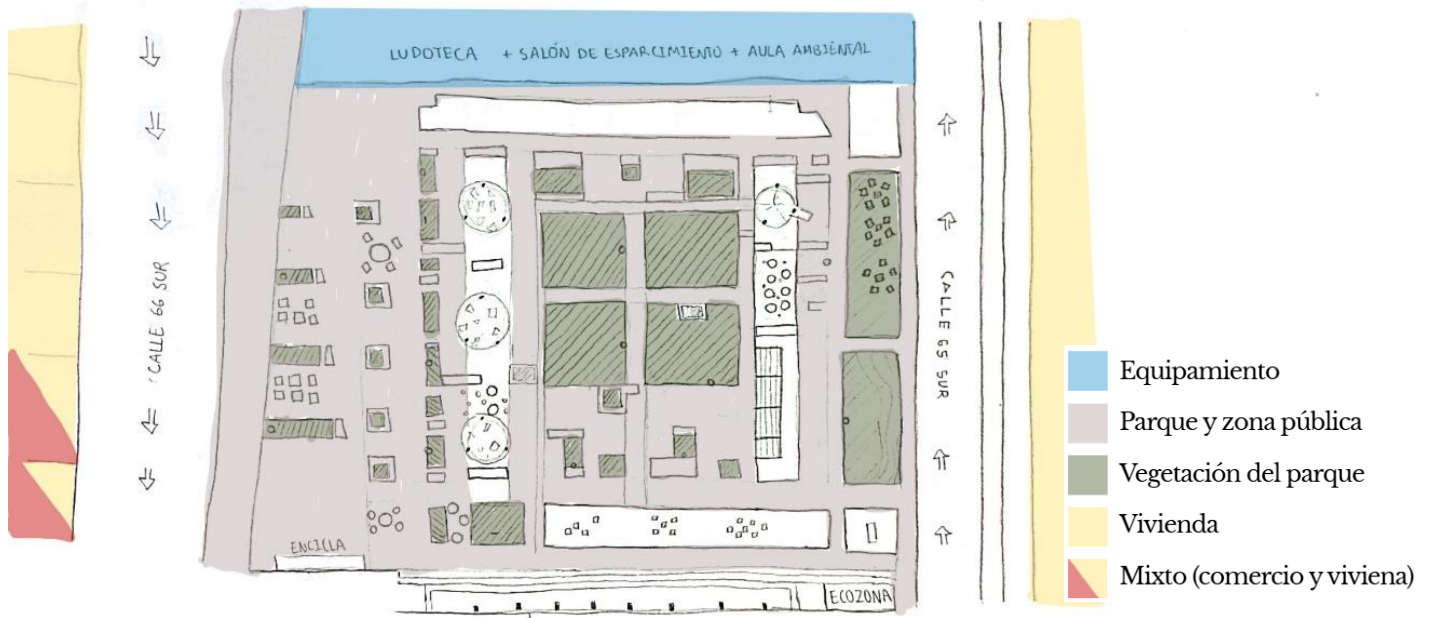 LUDOTECA + SALÓN DE ESPARCIMIENTO + AULA AMBIENTAL
CALLE 66 SUR
CALLE 65 SUR
ENCICLA
ECOZONA
Equipamiento
Parque y zona pública
Vegetación del parque
Vivienda
Mixto (comercio y viviena)